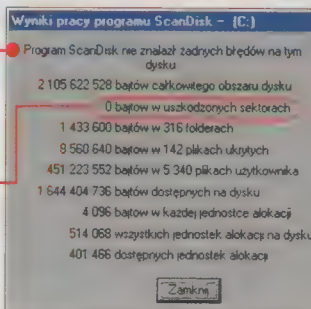 Wyniki pracy programu ScanDisk - (C:)
Program ScanDisk nie znalazł żadnych błędów na tym
dysku
2 105 622 528 bajtów całkowitego obszaru dysku
0 bajtów w uszkodzonych sektorach
1 433 600 bajtów w 316 folderach
8 560 640 bajtów w 142 plikach ukrytych
451 223 552 bajtów w 5 340 plikach użytkownika
1 644 404 736 bajtów dostępnych na dysku
4 096 bajtów w każdej jednostce alokacji
514 068 wszystkich jednostek alokacji na dysku
401 466 dostępnych jednostek alokacji
Zamknij